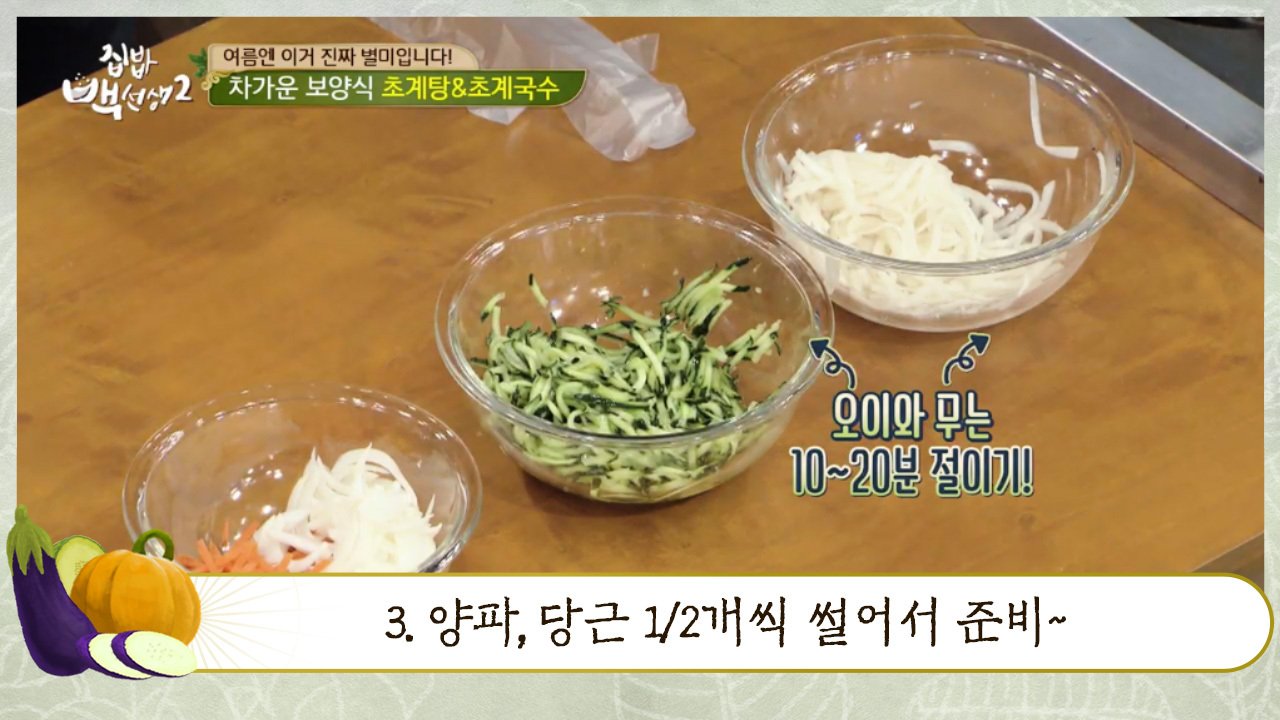 집밥
백선생2
여름엔 이거 진짜 별미입니다!
차가운 보양식 초계탕&초계국수
오이와 무는
10~20분 절이기!
3. 양파, 당근 1/2개씩 썰어서 준비~